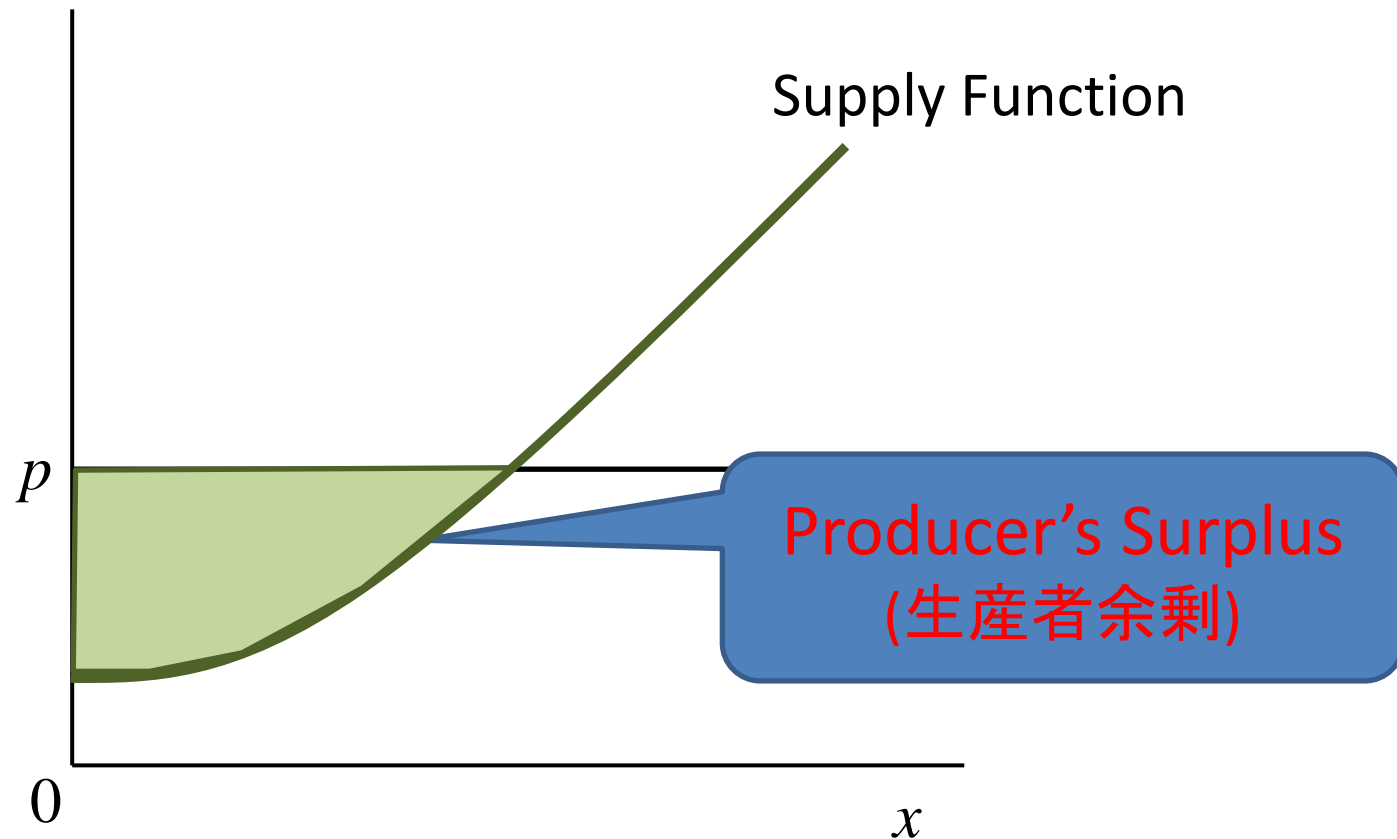 Supply Function
p
Producer’s Surplus
(生産者余剰)
0
x